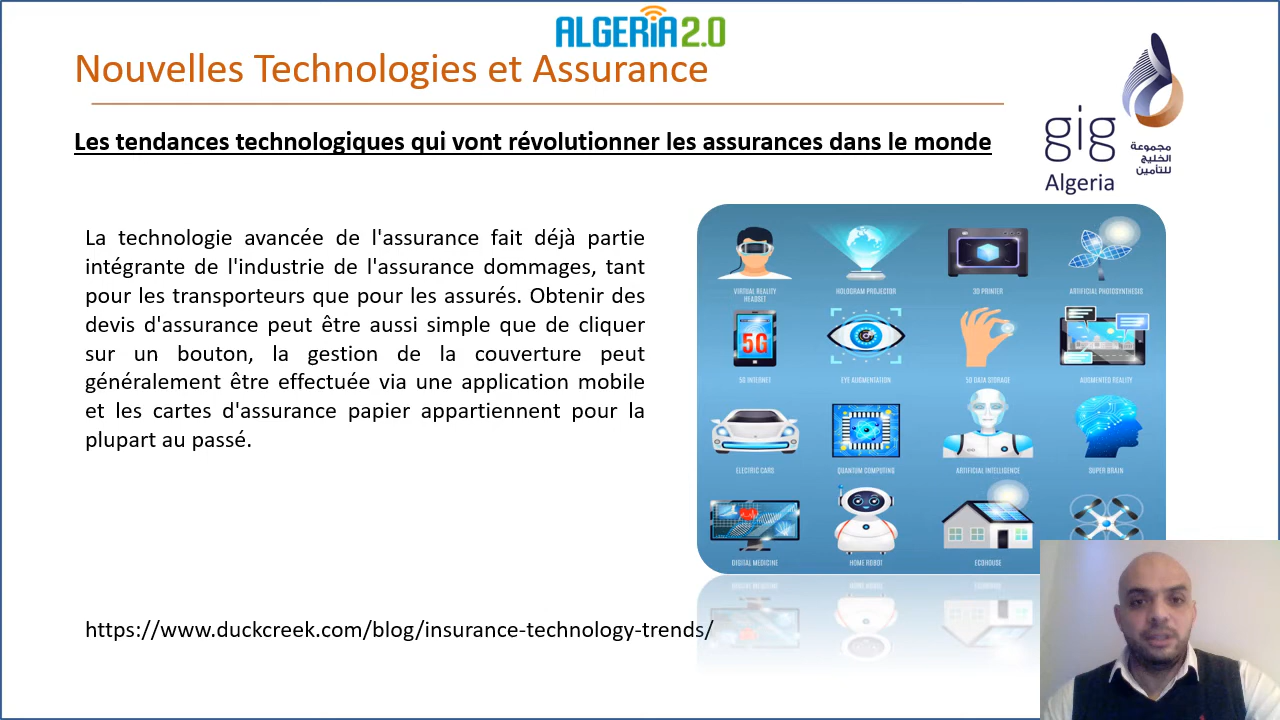 ALGERiA2.0
Nouvelles Technologies et Assurance
Les tendances technologiques qui vont révolutionner les assurances dans le monde
gig
Algeria
مجموعة
الخليج
للتأمين
La technologie avancée de l'assurance fait déjà partie
intégrante de l'industrie de l'assurance dommages, tant
pour les transporteurs que pour les assurés. Obtenir des
devis d'assurance peut être aussi simple que de cliquer
sur un bouton, la gestion de la couverture peut
généralement être effectuée via une application mobile
et les cartes d'assurance papier appartiennent pour la
plupart au passé.
VIRTUAL REALITY
HEADSET
HOLOGRAM PROJECTOR
3D PRINTER
ARTIFICIAL PHOTOSYNTHESIS
5G
5G INTERNET
EYE AUGMENTATION
5D DATA STORAGE
AUGMENTED REALITY
ELECTRIC CARS
QUANTUM COMPUTING
ARTIFICIAL INTELLIGENCE
SUPER BRAIN
DIGITAL MEDICINE
HOME ROBOT
ECOHOUSE
https://www.duckcreek.com/blog/insurance-technology-trends/